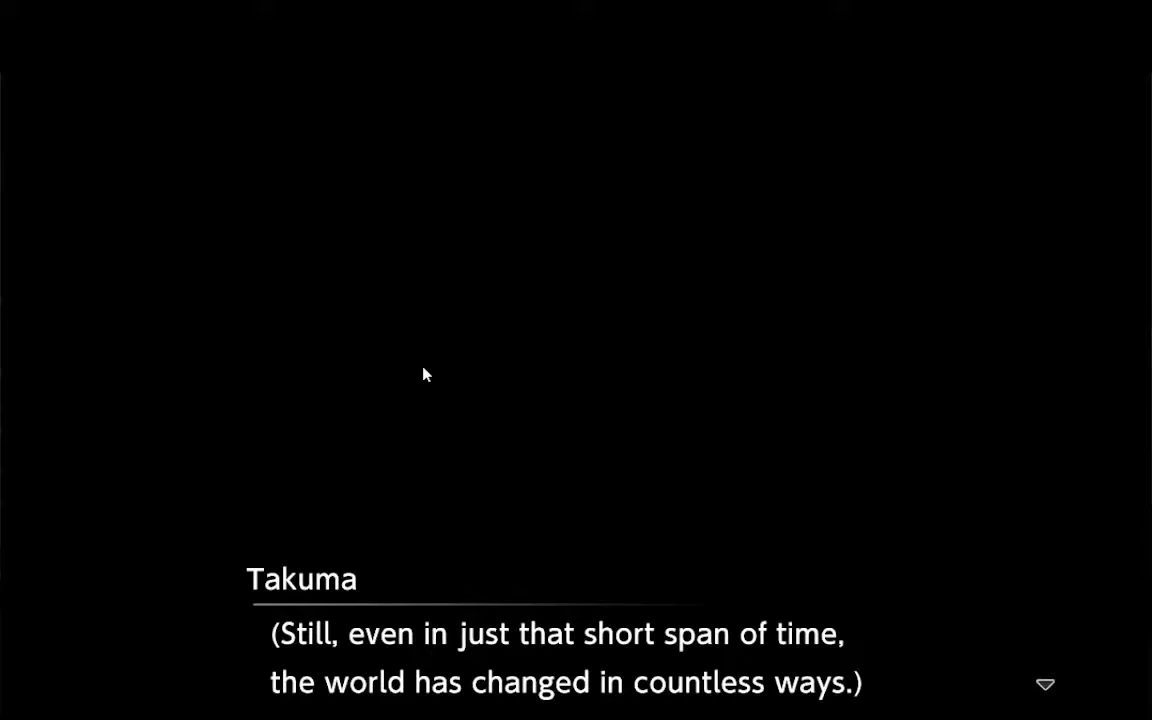 Takuma
(Still, even in just that short span of time,
the world has changed in countless ways.)